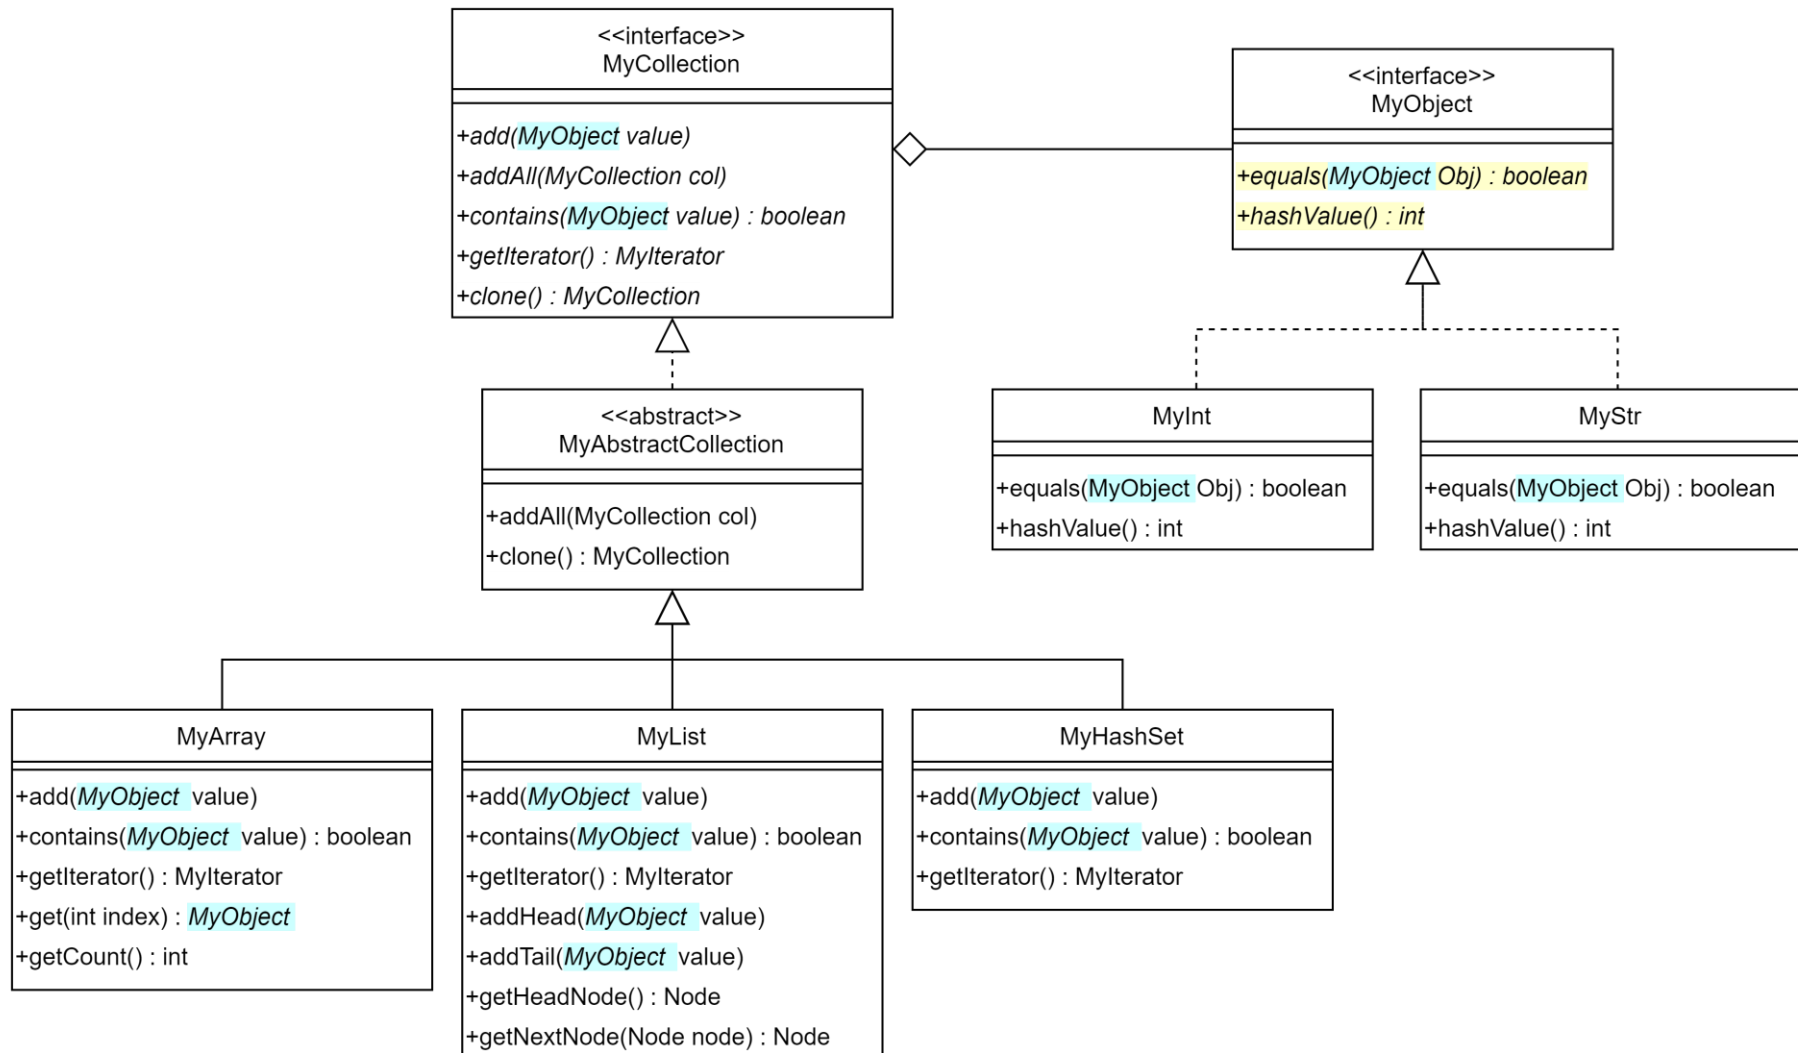 <<interface>>
MyCollection
+add(MyObject value)
+addAll(MyCollection col)
+contains(MyObject value) : boolean
+getIterator() : MyIterator
+clone() : MyCollection
<<interface>>
MyObject
+equals(MyObject Obj) : boolean
+hashValue() : int
<<abstract>>
MyAbstractCollection
+addAll(MyCollection col)
+clone() : MyCollection
MyInt
+equals(MyObject Obj) : boolean
+hashValue() : int
MyStr
+equals(MyObject Obj) : boolean
+hashValue() : int
MyArray
+add(MyObject value)
+contains(MyObject value) : boolean
+getIterator() : MyIterator
+get(int index) : MyObject
+getCount() : int
MyList
+add(MyObject value)
+contains(MyObject value) : boolean
+getIterator() : MyIterator
+addHead(MyObject value)
+addTail(MyObject value)
+getHeadNode() : Node
+getNextNode(Node node) : Node
MyHashSet
+add(MyObject value)
+contains(MyObject value) : boolean
+getIterator() : MyIterator